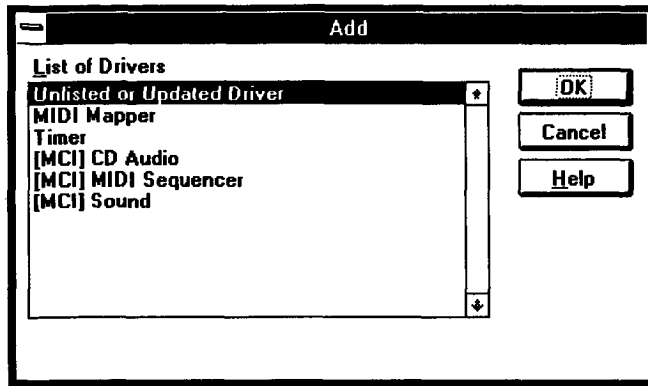 Add
List of Drivers
Unlisted or Updated Driver
MIDI Mapper
Timer
[MCI] CD Audio
[MCI] MIDI Sequencer
[MCI] Sound
OK
Cancel
Help